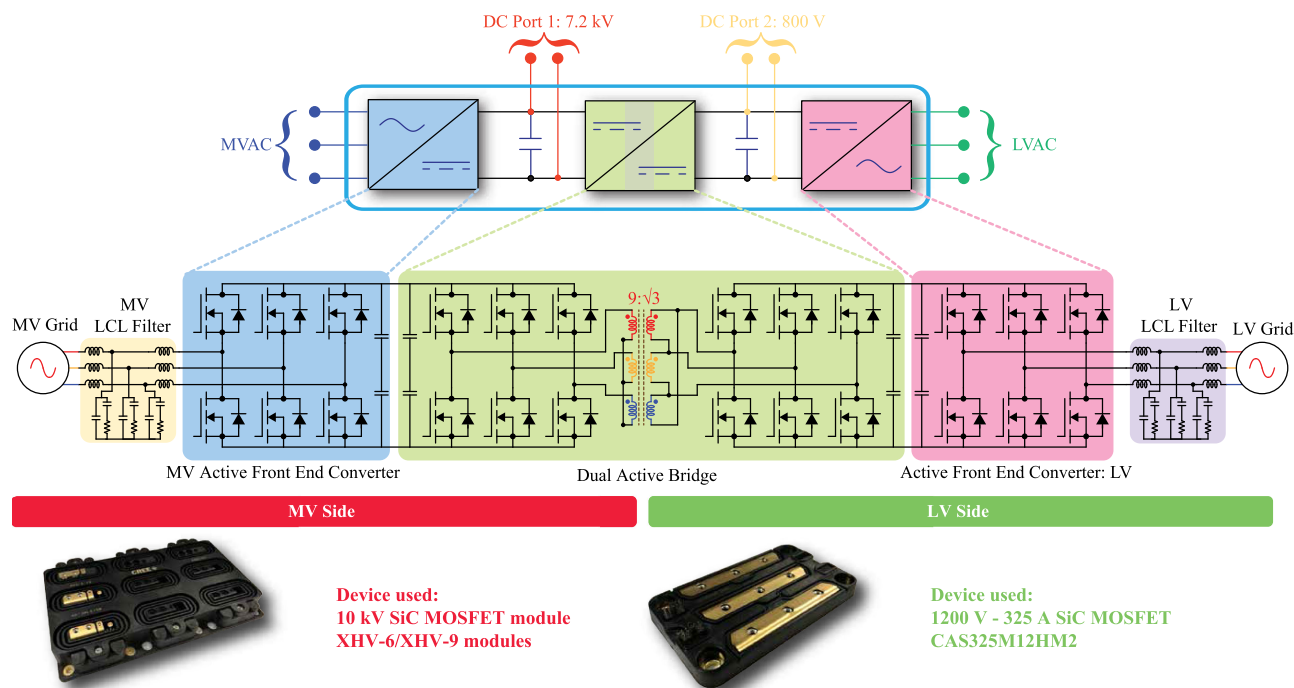 DC Port 1: 7.2 kV
DC Port 2: 800 V
MVAC
LVAC
9:√3
MV Grid
MV
LCL Filter
LV
LCL Filter
LV Grid
MV Active Front End Converter
Dual Active Bridge
Active Front End Converter: LV
MV Side
LV Side
CREE
Device used:
10 kV SiC MOSFET module
XHV-6/XHV-9 modules
Device used:
1200 V - 325 A SiC MOSFET
CAS325M12HM2